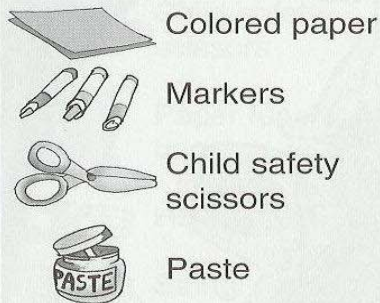 Colored paper
Markers
Child safety
scissors
PASTE
Paste